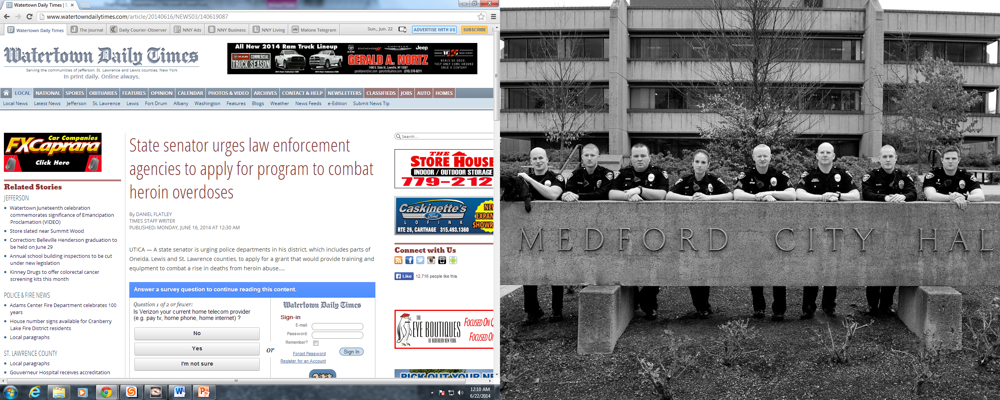 Watertown Daily Times | S
www.watertowndailytimes.com/article/20140616/NEWS03/140619087
Watertown Daily Times
The Journal
Daily Courier-Observer
NNY Ads
NNY Business
NNY Living
Malone Telegram
Sun., Jun. 22
ADVERTISE WITH US
SUBSCRIBE
Watertown Daily Times
Serving the communities of Jefferson, St. Lawrence and Lewis counties, New York
In print daily. Online always.
All New 2014 Ram Truck Lineup
RAM COMMERCIAL
TRUCK SEASON
2014 Ram Tradesman 1500
2014 Ram Tradesman 2500
RAM DODGE CHRYSLER Jeep
GERALD A. NORTZ
7490 S. State St., Lowville, NY 13367
geraldanortzinc.com ganortz@yahoo.com (315) 376-6211
DODGE 100 YEAR EVENT
DEALS SO GOOD,
THEY ONLY COME AROUND
ONCE A CENTURY
LOCAL NATIONAL SPORTS OBITUARIES FEATURES OPINION CALENDAR PHOTOS & VIDEO ARCHIVES CONTACT & HELP NEWSLETTERS CLASSIFIEDS JOBS AUTO HOMES
Local News Latest News Jefferson St. Lawrence Lewis Fort Drum Albany Washington Features Blogs Weather News Feeds e-Edition Submit News Tip
Car Companies
FXCaprara
Click Here
Related Stories
JEFFERSON
Watertown Juneteenth celebration
commemorates significance of Emancipation
Proclamation (VIDEO)
Store slated near Summit Wood
Correction: Belleville Henderson graduation to
be held on June 29
Annual school building inspections to be cut
under new legislation
Kinney Drugs to offer colorectal cancer
screening kits this month
POLICE & FIRE NEWS
Adams Center Fire Department celebrates 100
years
House number signs available for Cranberry
Lake Fire District residents
Local paragraphs
ST. LAWRENCE COUNTY
Local paragraphs
Gouverneur Hospital receives accreditation
State senator urges law enforcement
agencies to apply for program to combat
heroin overdoses
By DANIEL FLATLEY
TIMES STAFF WRITER
PUBLISHED: MONDAY, JUNE 16, 2014 AT 12:30 AM
UTICA — A state senator is urging police departments in his district, which includes parts of
Oneida, Lewis and St. Lawrence counties, to apply for a grant that would provide training and
equipment to combat a rise in deaths from heroin abuse....
Answer a survey question to continue reading this content.
Question 1 of 2 or fewer:
Is Verizon your current home telecom provider
(e.g. pay tv, home phone, home internet) ?
No
Yes
I'm not sure
or
Watertown Daily Times
Sign-in
E-mail:
Password:
Remember?
Sign In
Forgot Password
Register for an Account
Search...
THE
STORE HOUSE
INDOOR / OUTDOOR STORAGE
779-212
Caskinette's
Ford
LOFINK
RTE 26, CARTHAGE 315.493.1360
NEW
EXPAN
SHOWR
Connect with Us
Like 12,716 people like this.
THE
EYE BOUTIQUES
OF NORTHERN NEW YORK
FOCUSED ON Q
FOCUSED ON
PICK OUT YOUR NE
12:10 AM
6/22/2014
MEDFORD CITY HAL